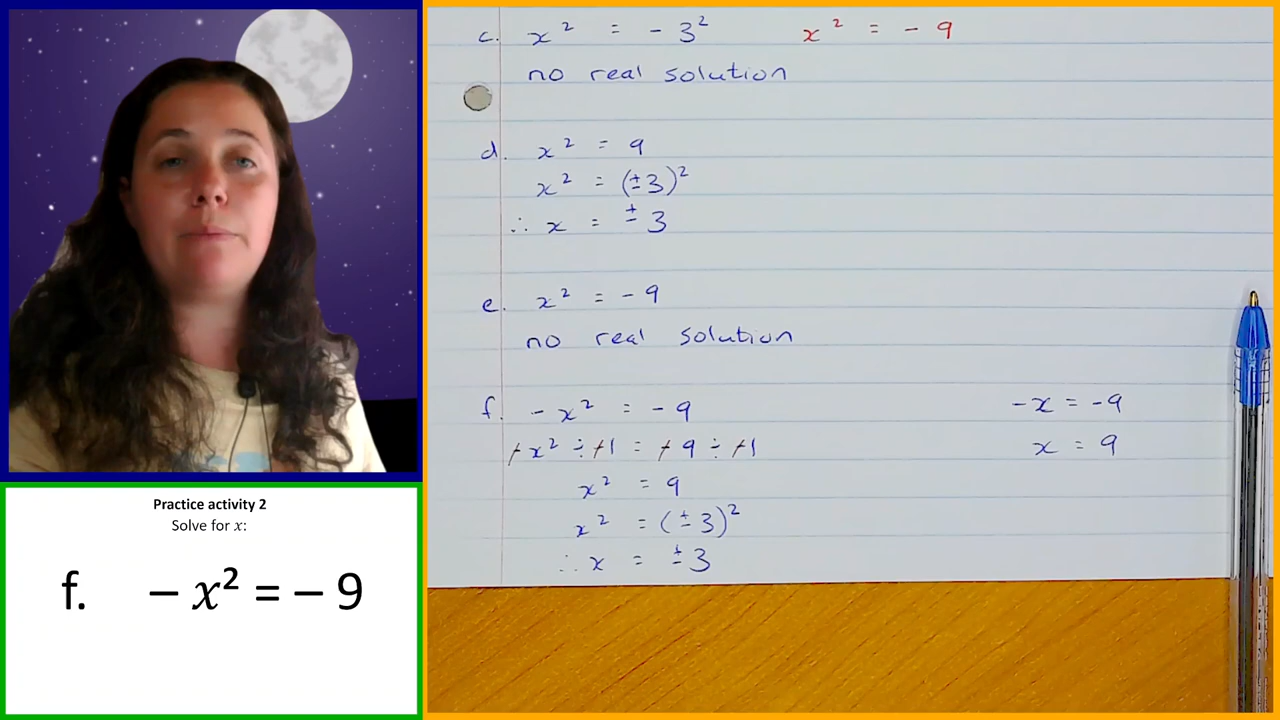 Practice activity 2
Solve for x:
f. – x² = – 9
c. x² = - 3² x² = - 9
no real solution
d. x² = 9
x² = (±3)²
∴ x = ±3
e. x² = -9
no real solution
f. -x² = -9 -x = -9
-x² ÷ -1 = -9 ÷ -1 x = 9
x² = 9
x² = (±3)²
∴ x = ±3